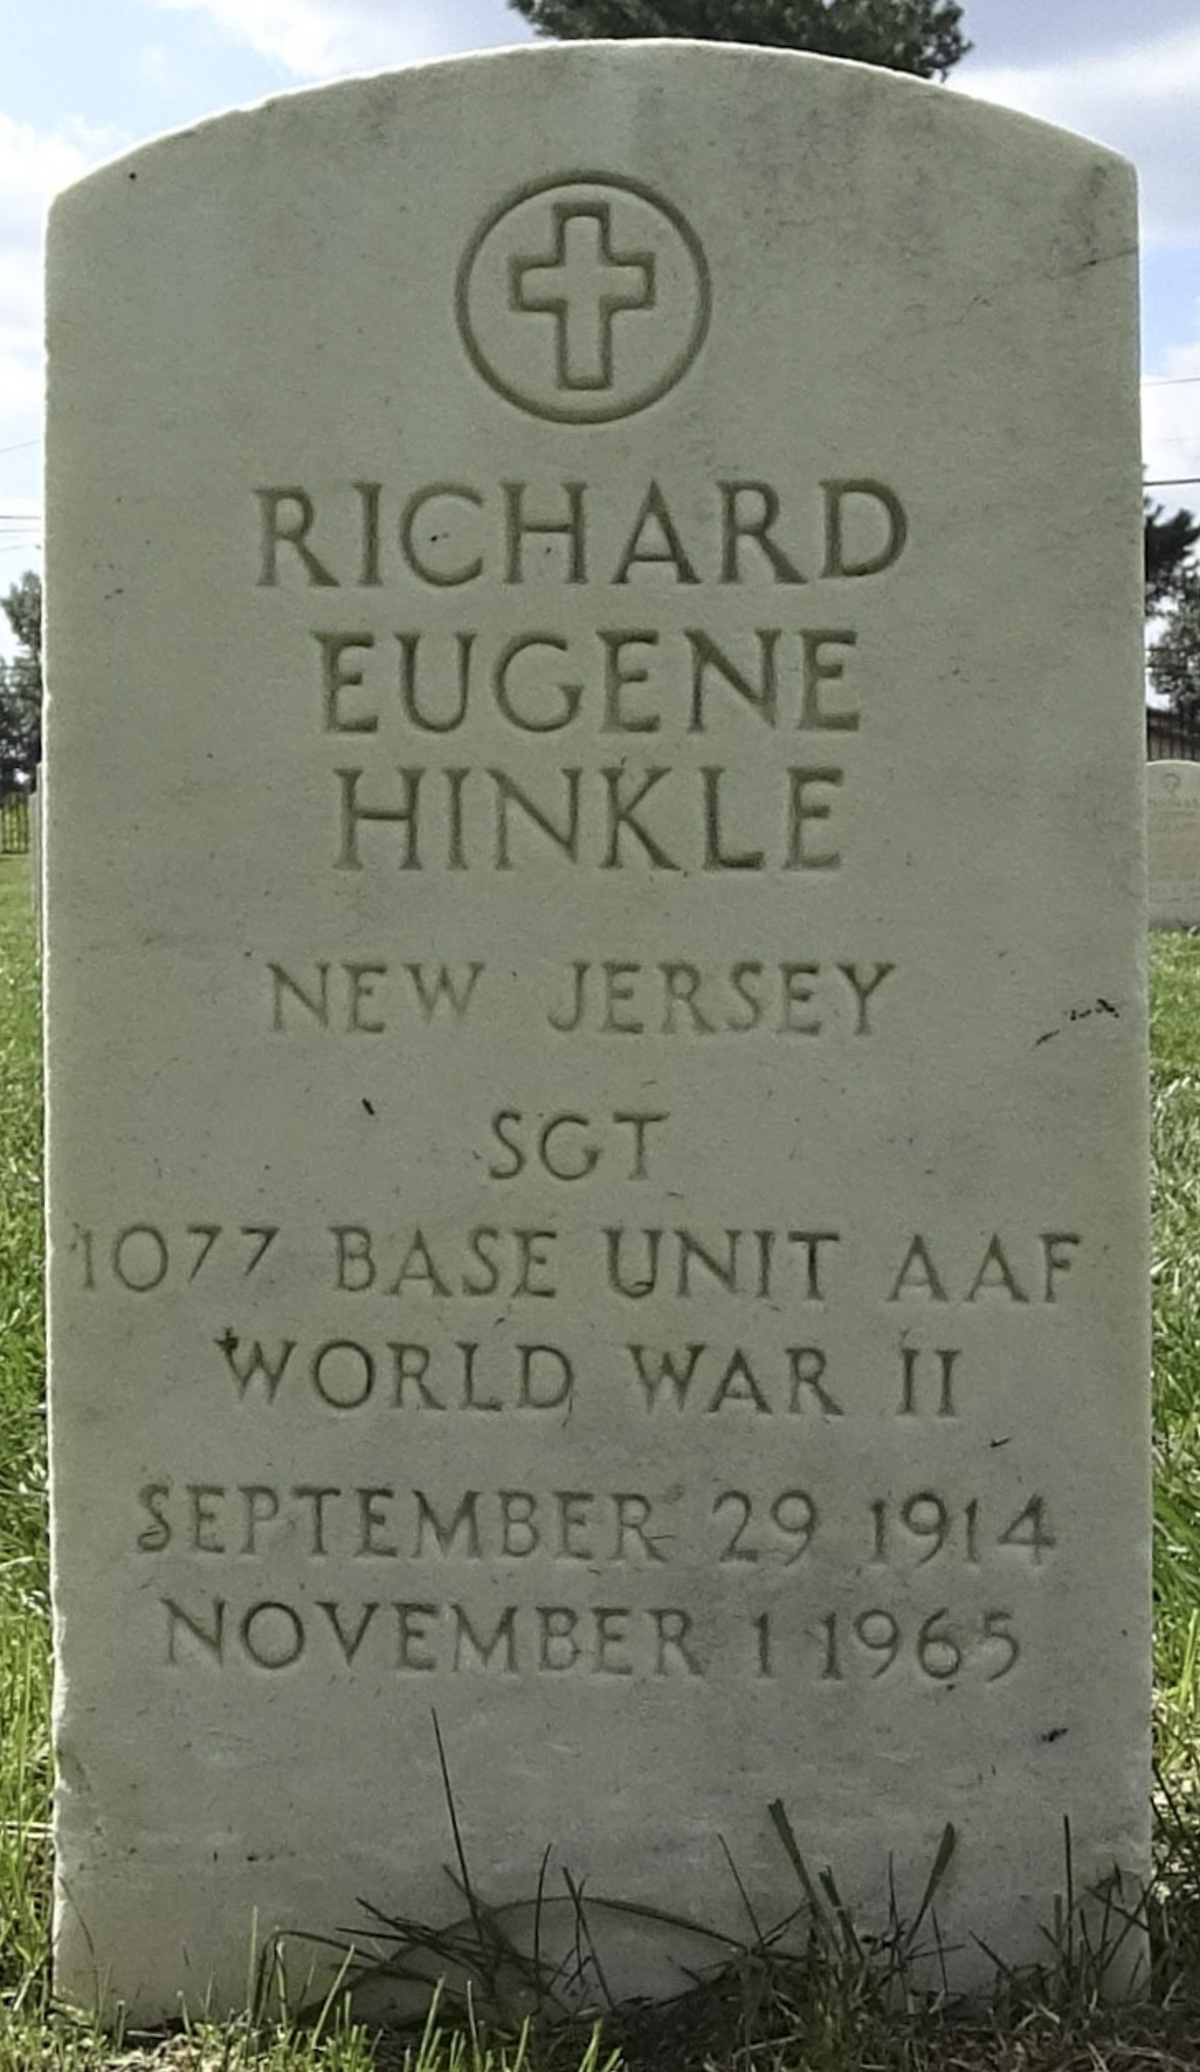 RICHARD
EUGENE
HINKLE
NEW JERSEY
SGT
1077 BASE UNIT AAF
WORLD WAR II
SEPTEMBER 29 1914
NOVEMBER 1 1965